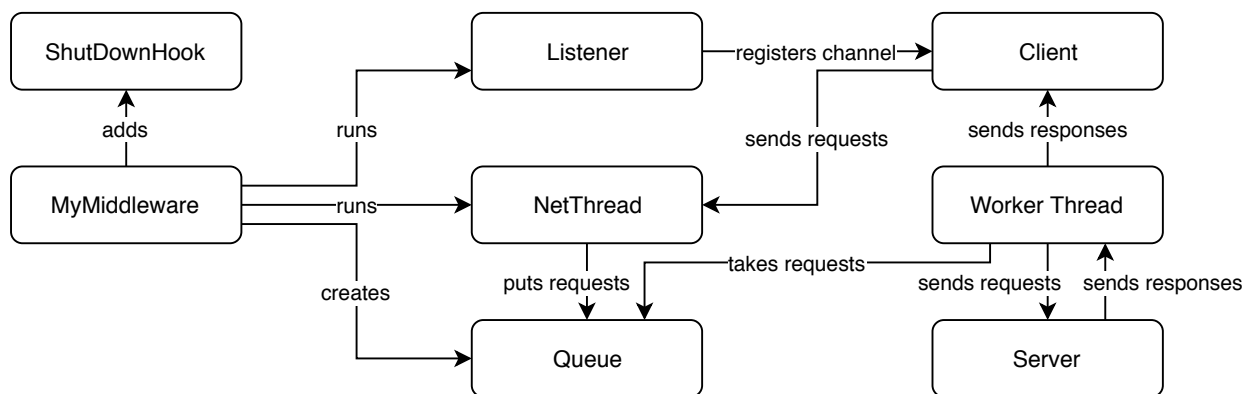 ShutDownHook
Listener
registers channel
Client
adds
runs
sends requests
sends responses
MyMiddleware
runs
NetThread
Worker Thread
takes requests
creates
puts requests
sends requests
sends responses
Queue
Server